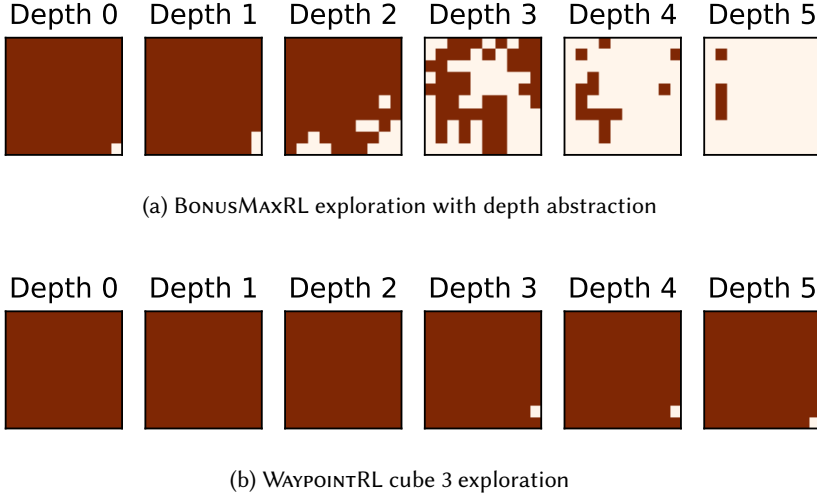 Depth 0 Depth 1 Depth 2 Depth 3 Depth 4 Depth 5
(a) BonusMaxRL exploration with depth abstraction
Depth 0 Depth 1 Depth 2 Depth 3 Depth 4 Depth 5
(b) WaypointRL cube 3 exploration